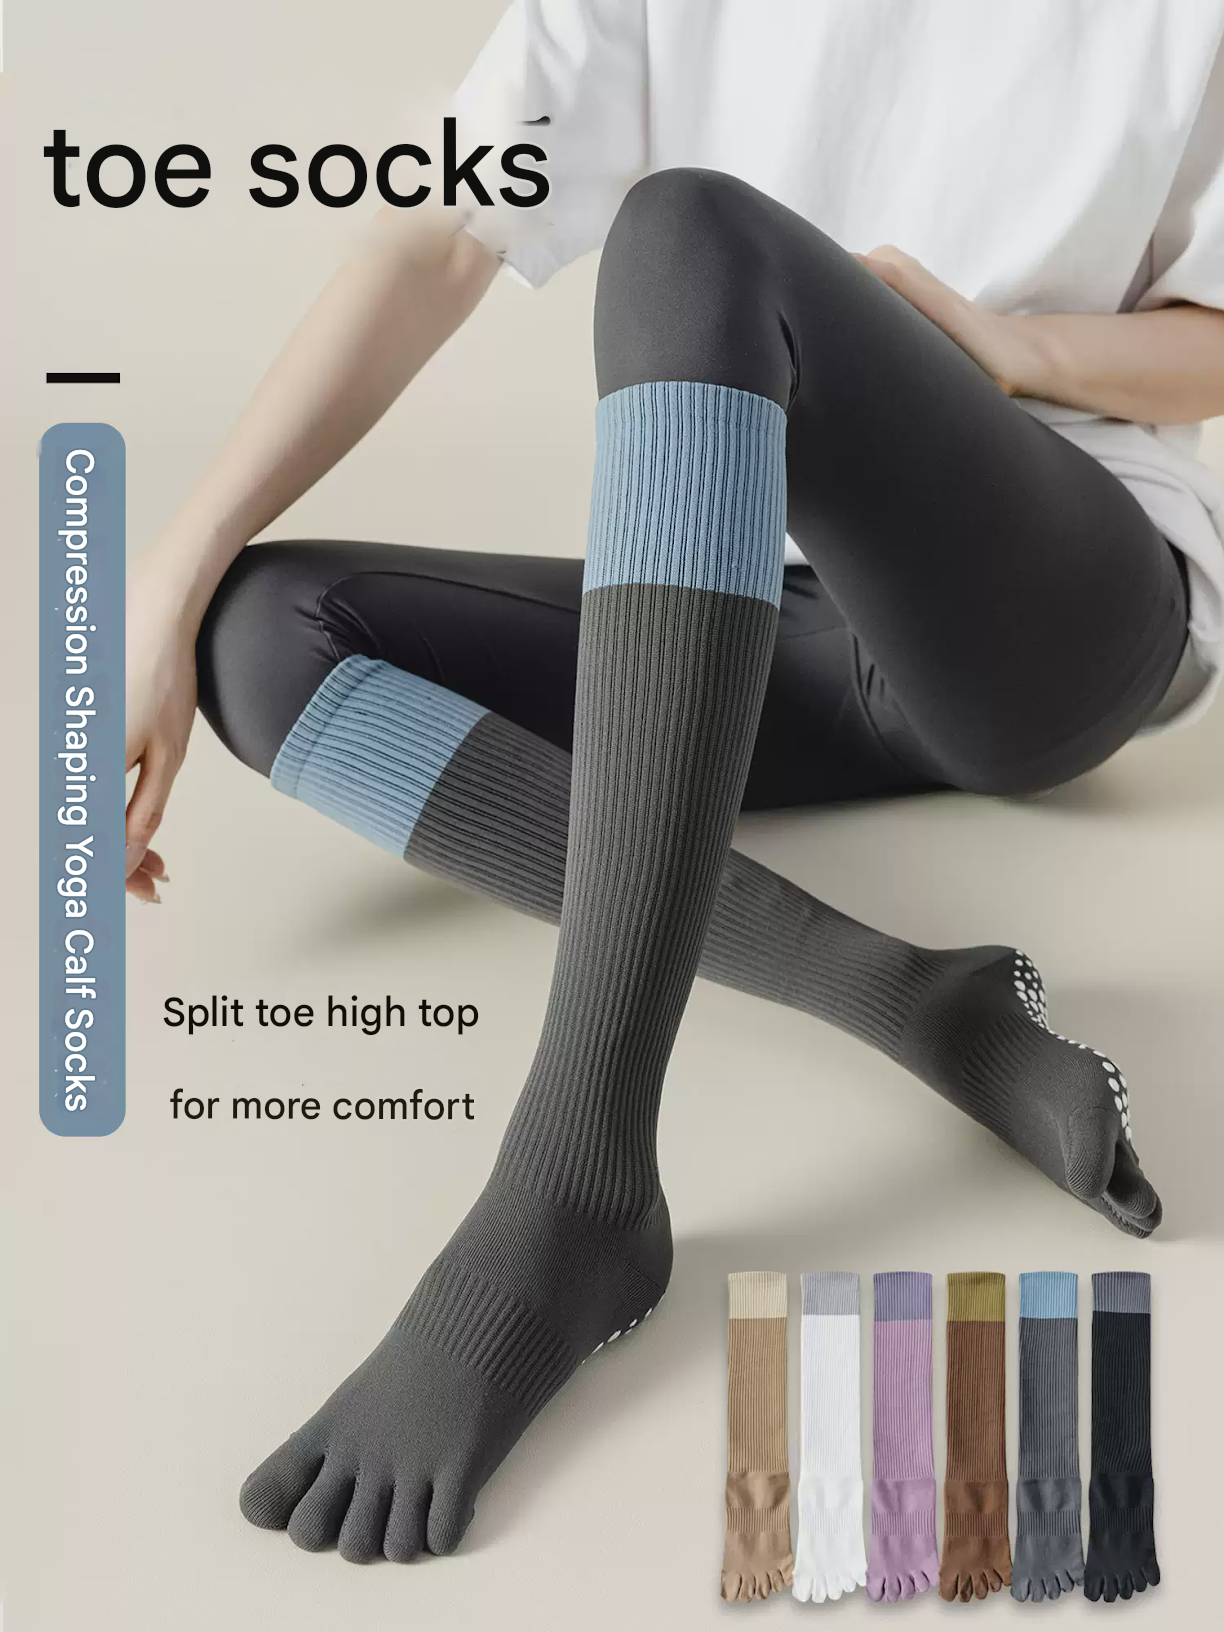 toe socks
Compression Shaping Yoga Calf Socks
Split toe high top
for more comfort